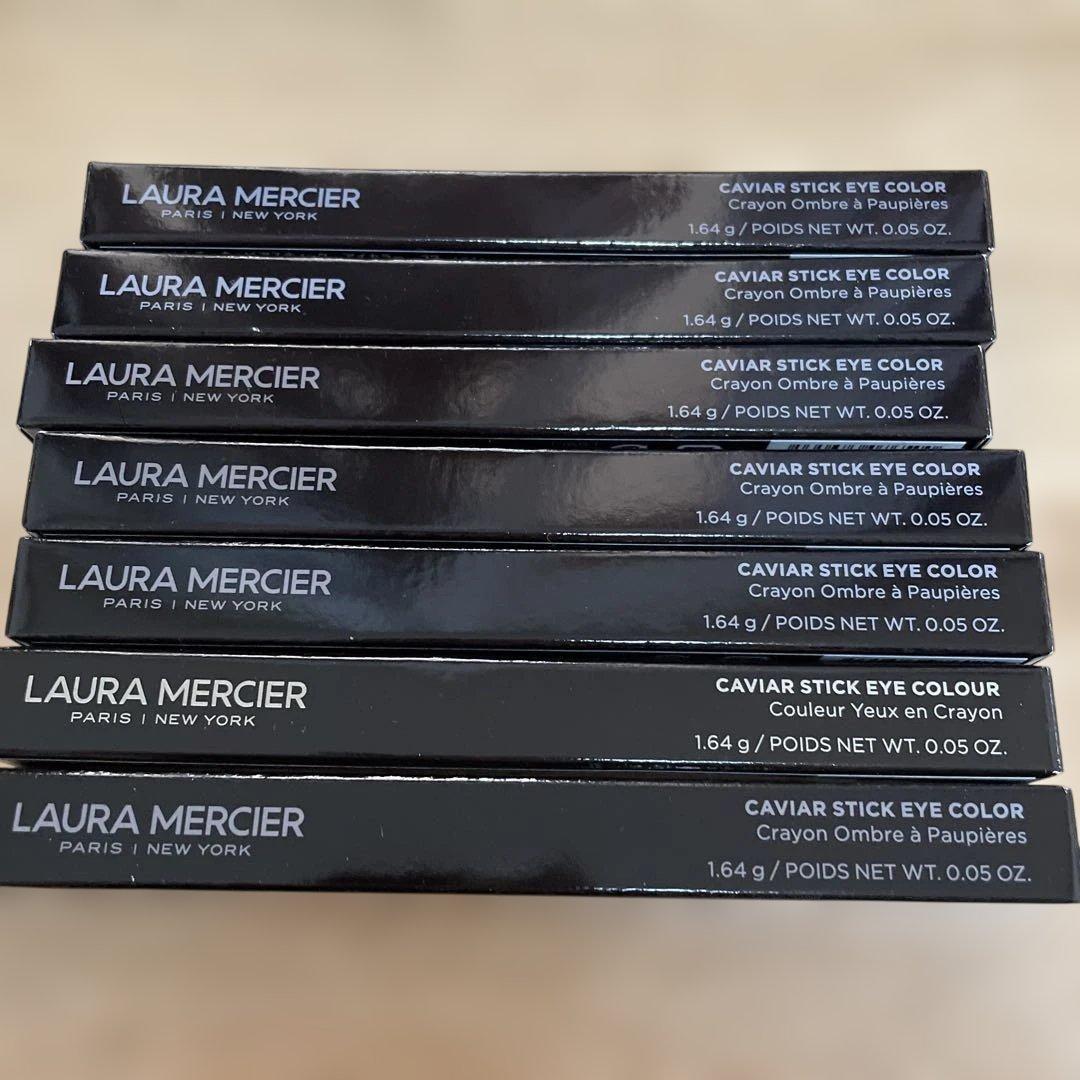 LAURA MERCIER
PARIS | NEW YORK
CAVIAR STICK EYE COLOR
Crayon Ombre à Paupières
1.64 g / POIDS NET WT. 0.05 OZ.
LAURA MERCIER
PARIS | NEW YORK
CAVIAR STICK EYE COLOR
Crayon Ombre à Paupières
1.64 g / POIDS NET WT. 0.05 OZ.
LAURA MERCIER
PARIS | NEW YORK
CAVIAR STICK EYE COLOR
Crayon Ombre à Paupières
1.64 g / POIDS NET WT. 0.05 OZ.
LAURA MERCIER
PARIS | NEW YORK
CAVIAR STICK EYE COLOR
Crayon Ombre à Paupières
1.64 g / POIDS NET WT. 0.05 OZ.
LAURA MERCIER
PARIS | NEW YORK
CAVIAR STICK EYE COLOR
Crayon Ombre à Paupières
1.64 g / POIDS NET WT. 0.05 OZ.
LAURA MERCIER
PARIS | NEW YORK
CAVIAR STICK EYE COLOUR
Couleur Yeux en Crayon
1.64 g / POIDS NET WT. 0.05 OZ.
LAURA MERCIER
PARIS | NEW YORK
CAVIAR STICK EYE COLOR
Crayon Ombre à Paupières
1.64 g / POIDS NET WT. 0.05 OZ.